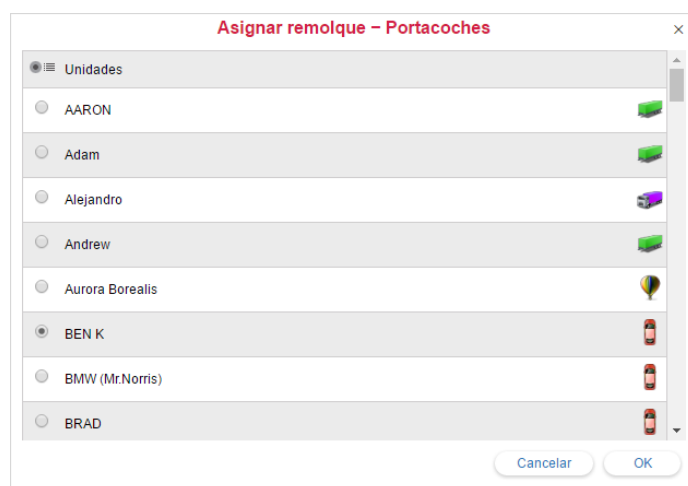 Asignar remolque – Portacoches
Unidades
AARON
Adam
Alejandro
Andrew
Aurora Borealis
BEN K
BMW (Mr.Norris)
BRAD
Cancelar OK